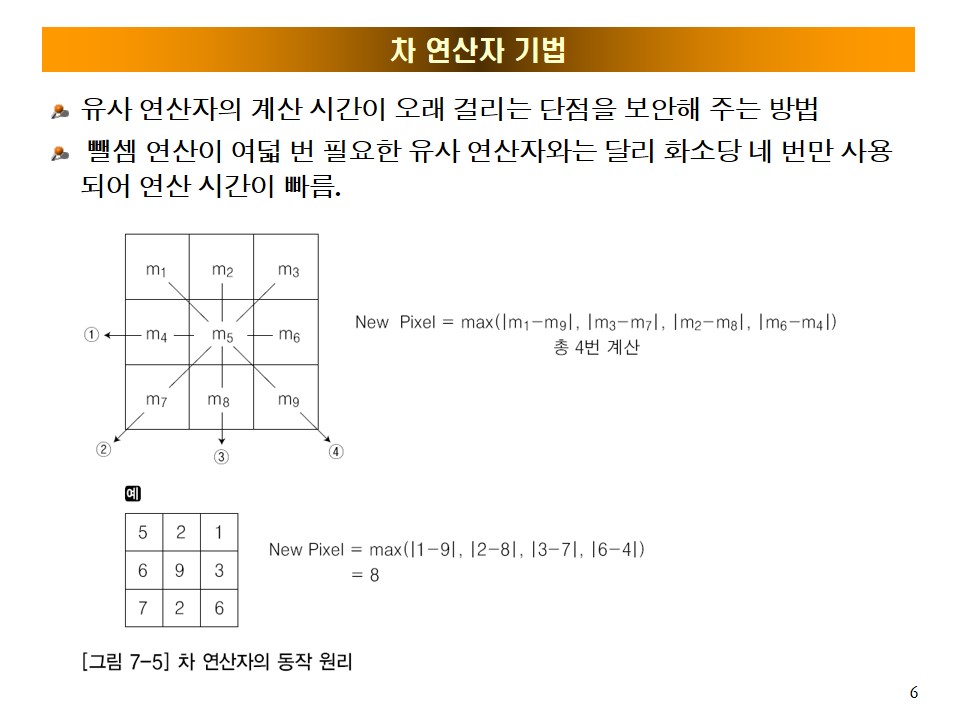 차 연산자 기법
유사 연산자의 계산 시간이 오래 걸리는 단점을 보안해 주는 방법
뺄셈 연산이 여덟 번 필요한 유사 연산자와는 달리 화소당 네 번만 사용
되어 연산 시간이 빠름.
m₁ m₂ m₃
① m₄ m₅ m₆
m₇ m₈ m₉
② ③ ④
New Pixel = max(|m₁-m₉|, |m₃-m₇|, |m₂-m₈|, |m₆-m₄|)
총 4번 계산
예
5 2 1
6 9 3
7 2 6
New Pixel = max(|1-9|, |2-8|, |3-7|, |6-4|)
= 8
[그림 7-5] 차 연산자의 동작 원리
6